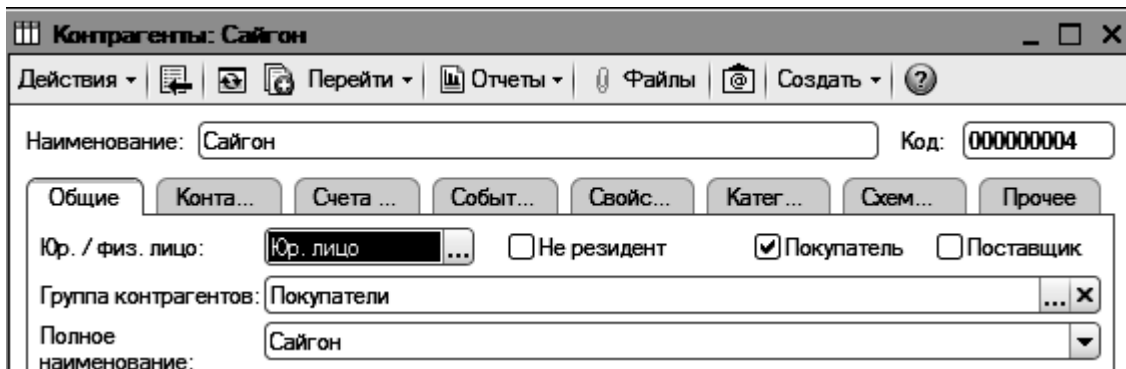 Контрагенты: Сайгон
Действия Перейти Отчеты Файлы Создать
Наименование: Сайгон Код: 000000004
Общие Конта... Счета ... Событ... Свойс... Катег... Схем... Прочее
Юр. / физ. лицо: Юр. лицо ... Не резидент Покупатель Поставщик
Группа контрагентов: Покупатели ...
Полное Сайгон
наименование: